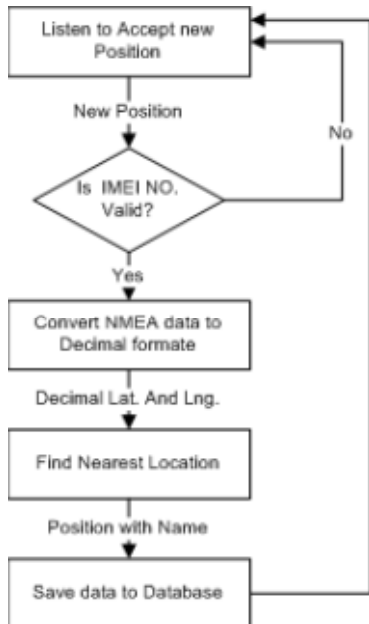 Listen to Accept new
Position
New Position
No
Is IMEI NO.
Valid?
Yes
Convert NMEA data to
Decimal formate
Decimal Lat. And Lng.
Find Nearest Location
Position with Name
Save data to Database